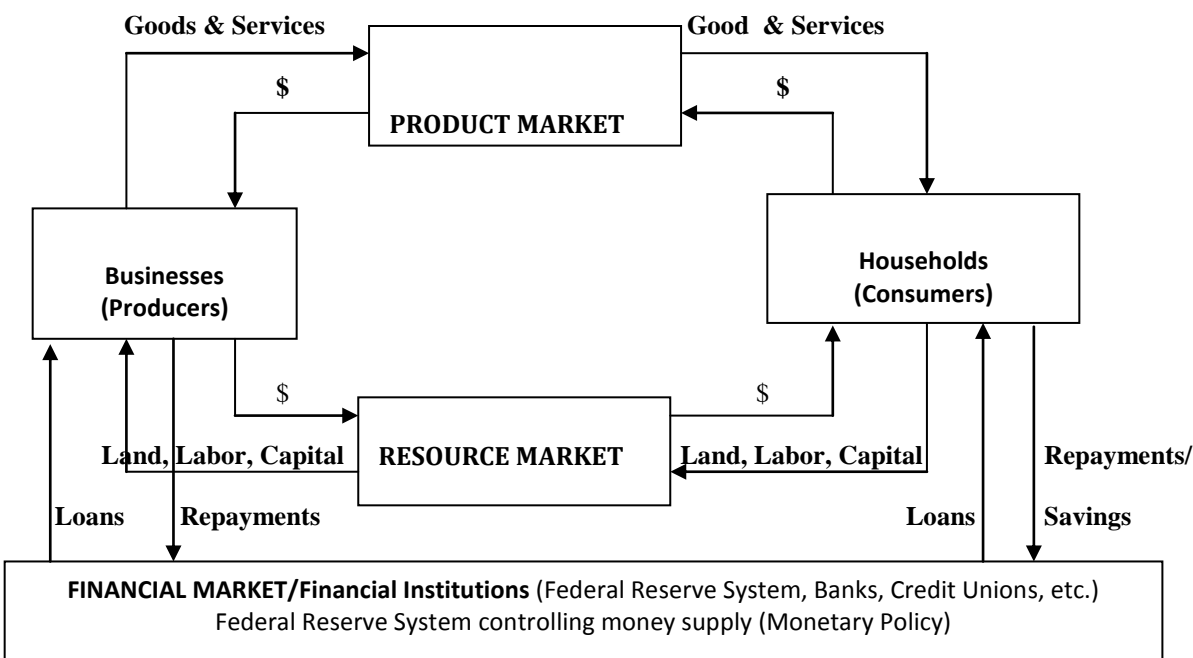 Goods & Services
Good & Services
$
$
PRODUCT MARKET
Businesses
(Producers)
Households
(Consumers)
$
$
Land, Labor, Capital
RESOURCE MARKET
Land, Labor, Capital
Repayments/
Loans
Repayments
Loans
Savings
FINANCIAL MARKET/Financial Institutions (Federal Reserve System, Banks, Credit Unions, etc.)
Federal Reserve System controlling money supply (Monetary Policy)